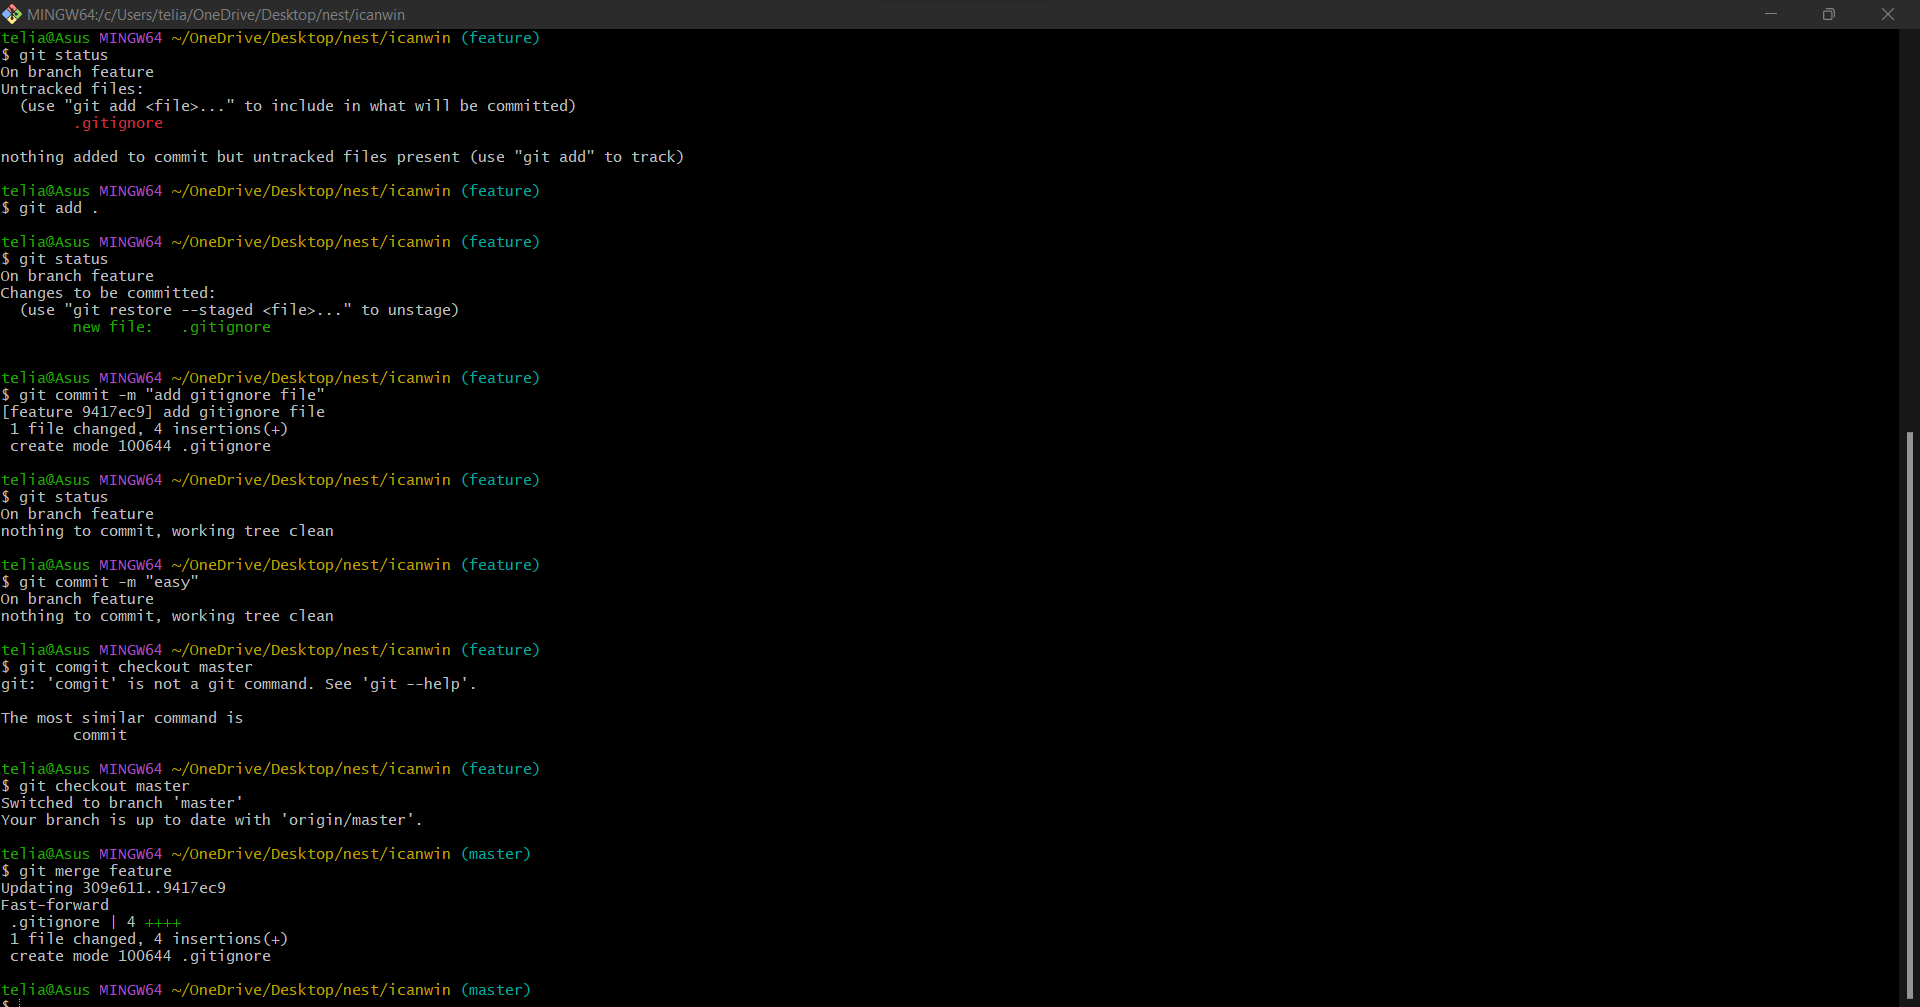 MINGW64:/c/Users/telia/OneDrive/Desktop/nest/icanwin
telia@Asus MINGW64 ~/OneDrive/Desktop/nest/icanwin (feature)
$ git status
On branch feature
Untracked files:
  (use "git add <file>..." to include in what will be committed)
        .gitignore

nothing added to commit but untracked files present (use "git add" to track)

telia@Asus MINGW64 ~/OneDrive/Desktop/nest/icanwin (feature)
$ git add .

telia@Asus MINGW64 ~/OneDrive/Desktop/nest/icanwin (feature)
$ git status
On branch feature
Changes to be committed:
  (use "git restore --staged <file>..." to unstage)
        new file:   .gitignore


telia@Asus MINGW64 ~/OneDrive/Desktop/nest/icanwin (feature)
$ git commit -m "add gitignore file"
[feature 9417ec9] add gitignore file
 1 file changed, 4 insertions(+)
 create mode 100644 .gitignore

telia@Asus MINGW64 ~/OneDrive/Desktop/nest/icanwin (feature)
$ git status
On branch feature
nothing to commit, working tree clean

telia@Asus MINGW64 ~/OneDrive/Desktop/nest/icanwin (feature)
$ git commit -m "easy"
On branch feature
nothing to commit, working tree clean

telia@Asus MINGW64 ~/OneDrive/Desktop/nest/icanwin (feature)
$ git comgit checkout master
git: 'comgit' is not a git command. See 'git --help'.

The most similar command is
        commit

telia@Asus MINGW64 ~/OneDrive/Desktop/nest/icanwin (feature)
$ git checkout master
Switched to branch 'master'
Your branch is up to date with 'origin/master'.

telia@Asus MINGW64 ~/OneDrive/Desktop/nest/icanwin (master)
$ git merge feature
Updating 309e611..9417ec9
Fast-forward
 .gitignore | 4 ++++
 1 file changed, 4 insertions(+)
 create mode 100644 .gitignore

telia@Asus MINGW64 ~/OneDrive/Desktop/nest/icanwin (master)
$